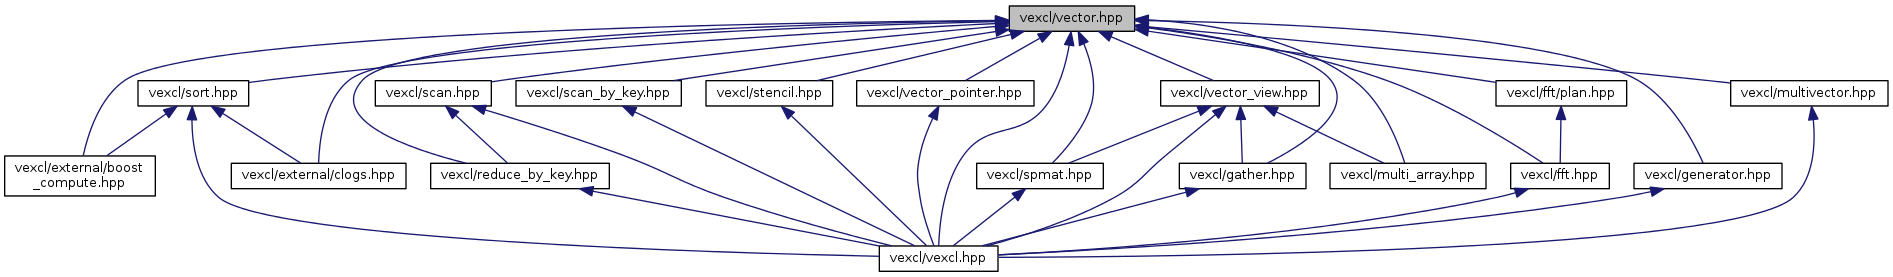 vexcl/vector.hpp
vexcl/sort.hpp
vexcl/scan.hpp
vexcl/scan_by_key.hpp
vexcl/stencil.hpp
vexcl/vector_pointer.hpp
vexcl/vector_view.hpp
vexcl/fft/plan.hpp
vexcl/multivector.hpp
vexcl/external/boost
_compute.hpp
vexcl/external/clogs.hpp
vexcl/reduce_by_key.hpp
vexcl/spmat.hpp
vexcl/gather.hpp
vexcl/multi_array.hpp
vexcl/fft.hpp
vexcl/generator.hpp
vexcl/vexcl.hpp